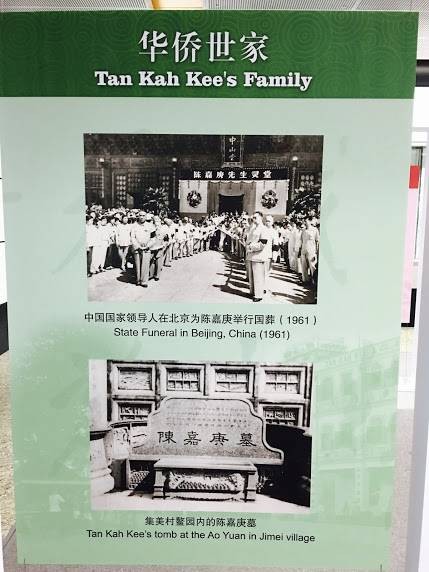 华侨世家
Tan Kah Kee's Family
中山堂
陈嘉庚先生灵堂
中国国家领导人在北京为陈嘉庚举行国葬（1961）
State Funeral in Beijing, China (1961)
陳嘉庚墓
集美村鳌园内的陈嘉庚墓
Tan Kah Kee's tomb at the Ao Yuan in Jimei village